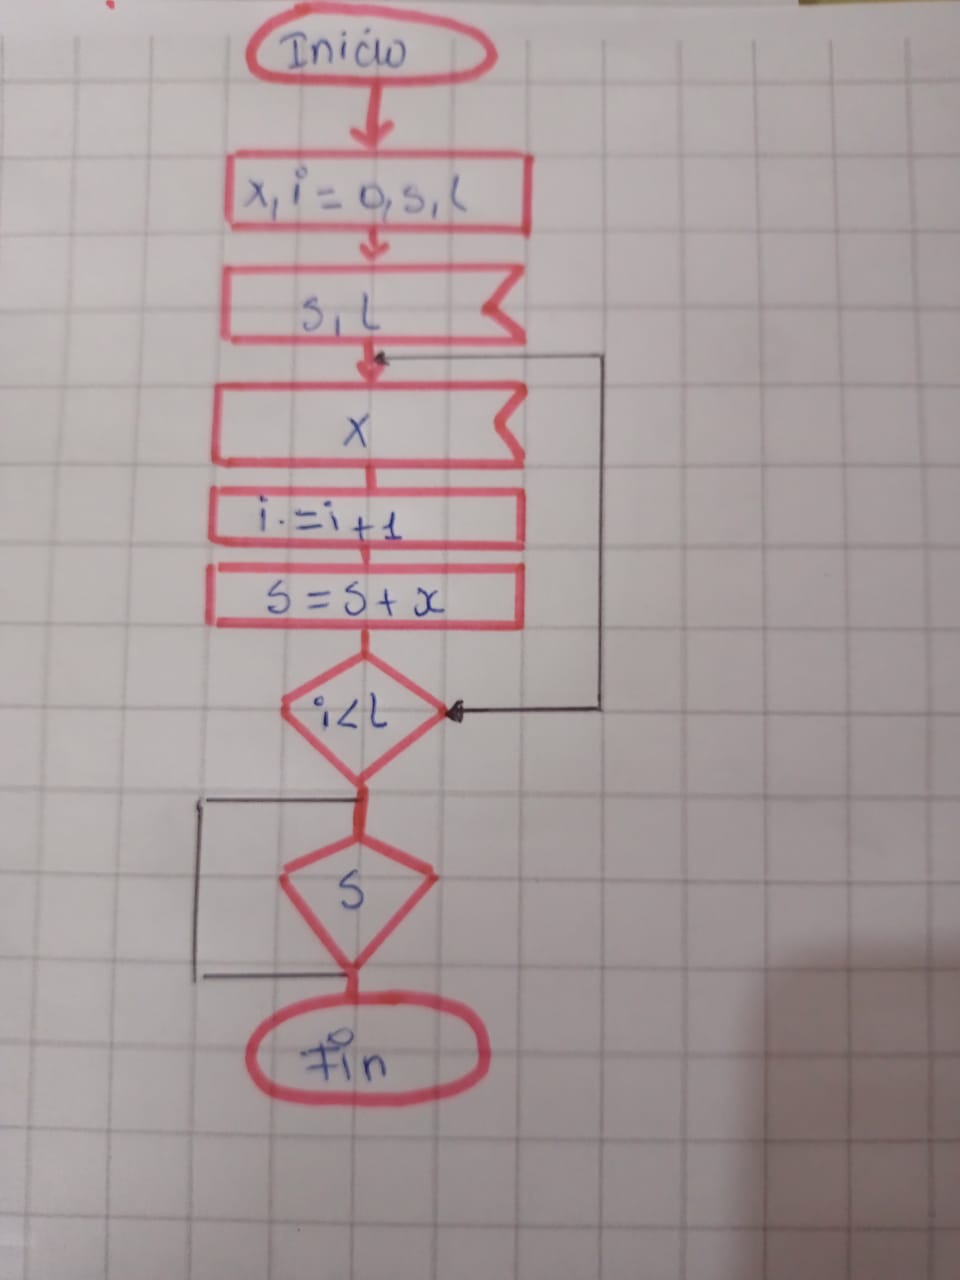 Inicio
x, i = 0, s, l
s, l
x
i.=i+1
s = s + x
i<l
s
Fin